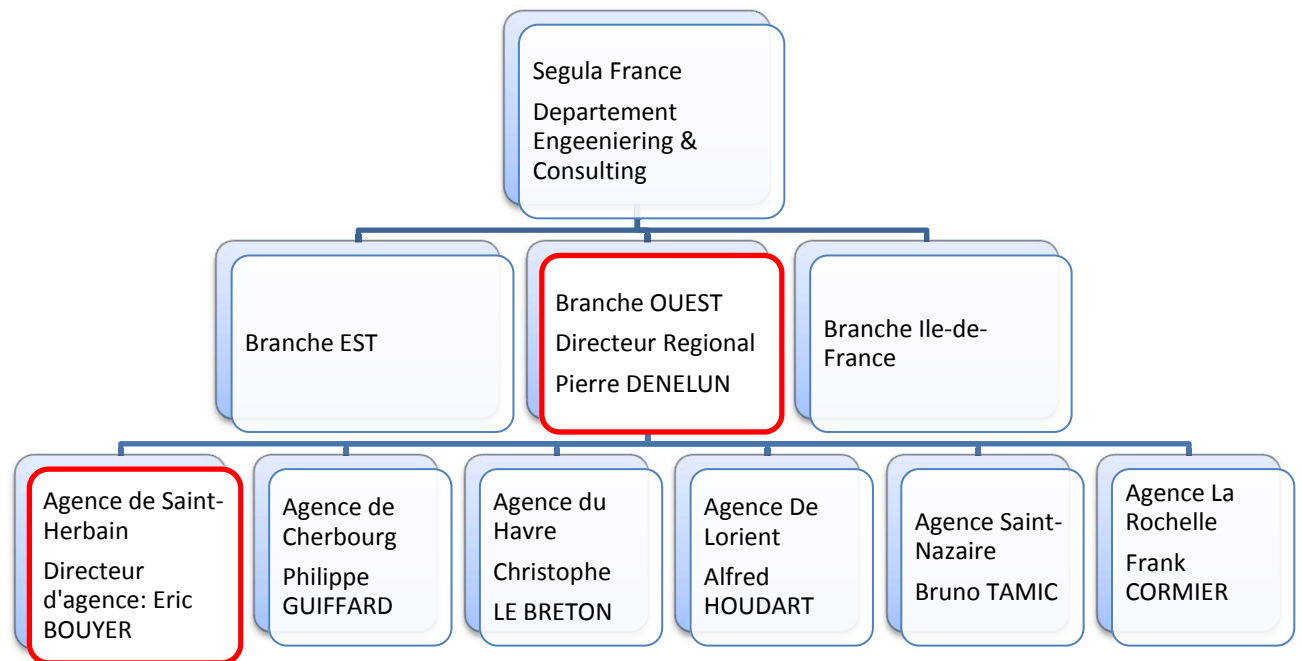 Segula France
Departement
Engeeniering &
Consulting
Branche EST
Branche OUEST
Directeur Regional
Pierre DENELUN
Branche Ile-de-
France
Agence de Saint-
Herbain
Directeur
d'agence: Eric
BOUYER
Agence de
Cherbourg
Philippe
GUIFFARD
Agence du
Havre
Christophe
LE BRETON
Agence De
Lorient
Alfred
HOUDART
Agence Saint-
Nazaire
Bruno TAMIC
Agence La
Rochelle
Frank
CORMIER